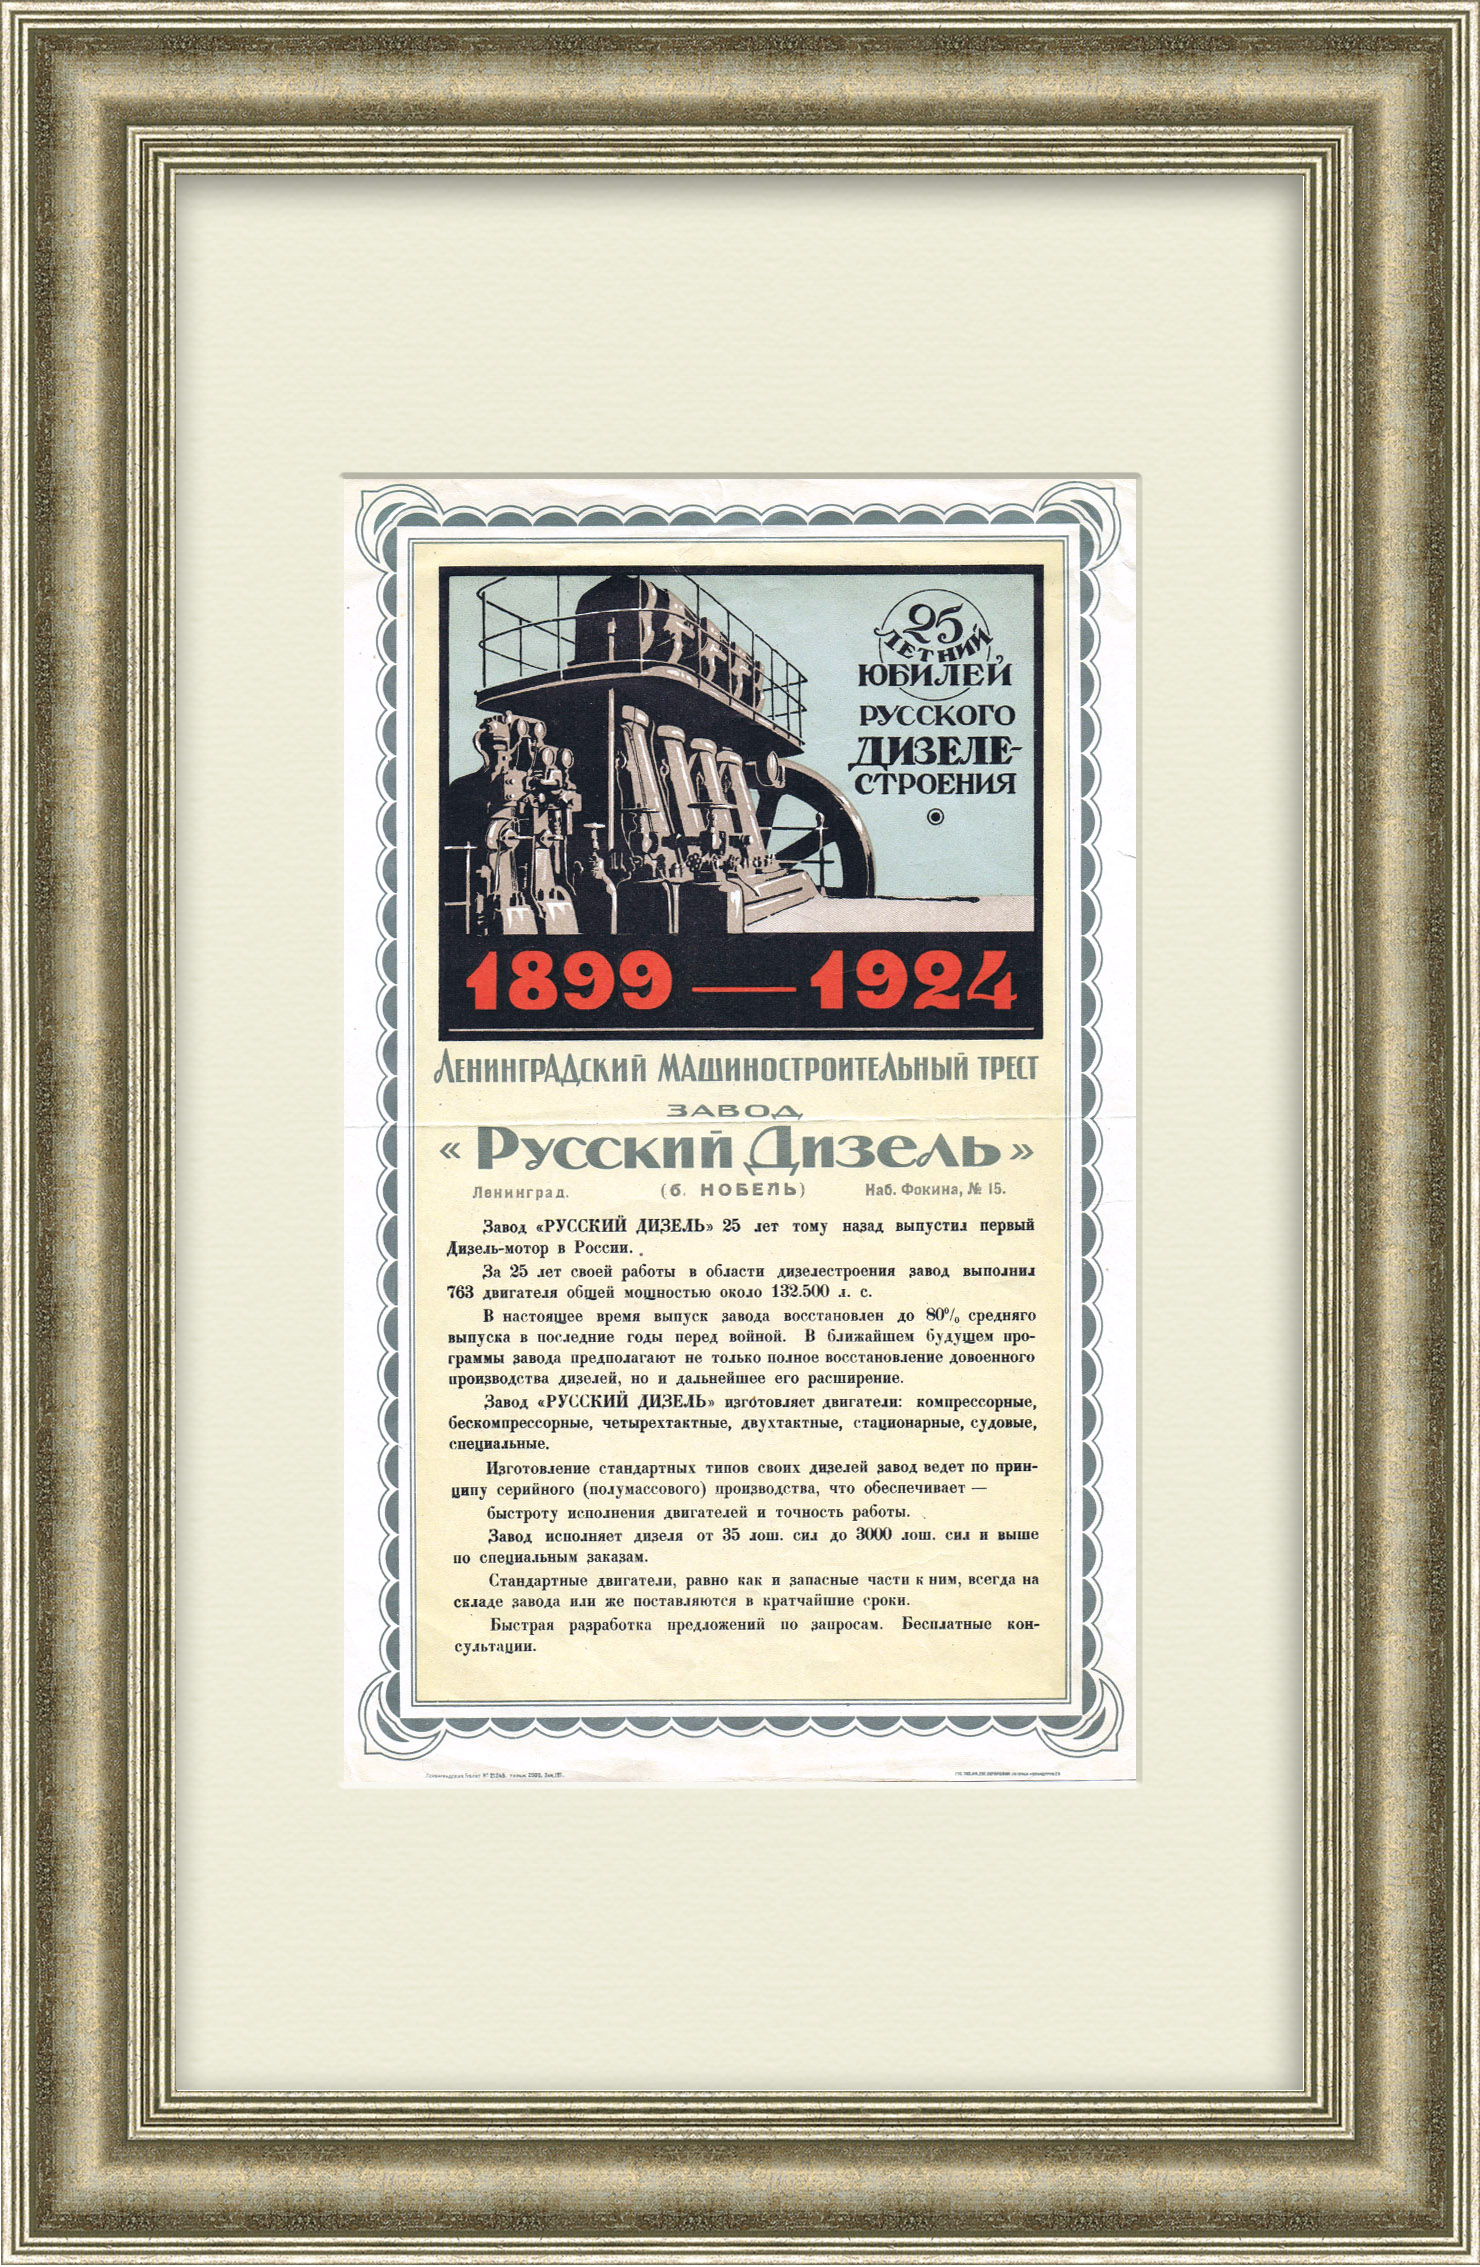 25
ЛЕТНИЙ
ЮБИЛЕЙ
РУССКОГО
ДИЗЕЛЕ-
СТРОЕНИЯ
1899 — 1924
ЛЕНИНГРАДСКИЙ МАШИНОСТРОИТЕЛЬНЫЙ ТРЕСТ
ЗАВОД
« Русский Дизель »
Ленинград. (б. НОБЕЛЬ) Наб. Фокина, № 15.
Завод «РУССКИЙ ДИЗЕЛЬ» 25 лет тому назад выпустил первый
Дизель-мотор в России.
За 25 лет своей работы в области дизелестроения завод выполнил
763 двигателя общей мощностью около 132.500 л. с.
В настоящее время выпуск завода восстановлен до 80% средняго
выпуска в последние годы перед войной. В ближайшем будущем про-
граммы завода предполагают не только полное восстановление довоенного
производства дизелей, но и дальнейшее его расширение.
Завод «РУССКИЙ ДИЗЕЛЬ» изготовляет двигатели: компрессорные,
бескомпрессорные, четырехтактные, двухтактные, стационарные, судовые,
специальные.
Изготовление стандартных типов своих дизелей завод ведет по прин-
ципу серийного (полумассового) производства, что обеспечивает —
быстроту исполнения двигателей и точность работы.
Завод исполняет дизеля от 35 лош. сил до 3000 лош. сил и выше
по специальным заказам.
Стандартные двигатели, равно как и запасные части к ним, всегда на
складе завода или же поставляются в кратчайшие сроки.
Быстрая разработка предложений по запросам. Бесплатные кон-
сультации.